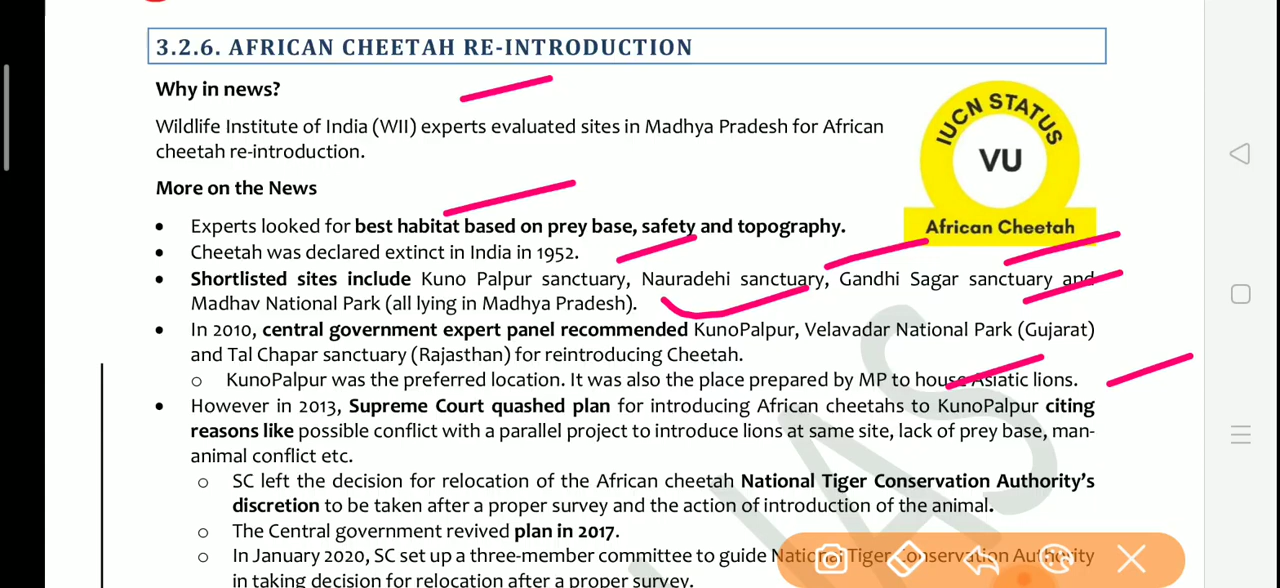 3.2.6. AFRICAN CHEETAH RE-INTRODUCTION
Why in news?
Wildlife Institute of India (WII) experts evaluated sites in Madhya Pradesh for African
cheetah re-introduction.
IUCN STATUS
VU
African Cheetah
More on the News
• Experts looked for best habitat based on prey base, safety and topography.
• Cheetah was declared extinct in India in 1952.
• Shortlisted sites include Kuno Palpur sanctuary, Nauradehi sanctuary, Gandhi Sagar sanctuary and
Madhav National Park (all lying in Madhya Pradesh).
• In 2010, central government expert panel recommended KunoPalpur, Velavadar National Park (Gujarat)
and Tal Chapar sanctuary (Rajasthan) for reintroducing Cheetah.
o KunoPalpur was the preferred location. It was also the place prepared by MP to house Asiatic lions.
• However in 2013, Supreme Court quashed plan for introducing African cheetahs to KunoPalpur citing
reasons like possible conflict with a parallel project to introduce lions at same site, lack of prey base, man-
animal conflict etc.
o SC left the decision for relocation of the African cheetah National Tiger Conservation Authority's
discretion to be taken after a proper survey and the action of introduction of the animal.
o The Central government revived plan in 2017.
o In January 2020, SC set up a three-member committee to guide National Tiger Conservation Authority
in taking decision for relocation after a proper survey.
IAS